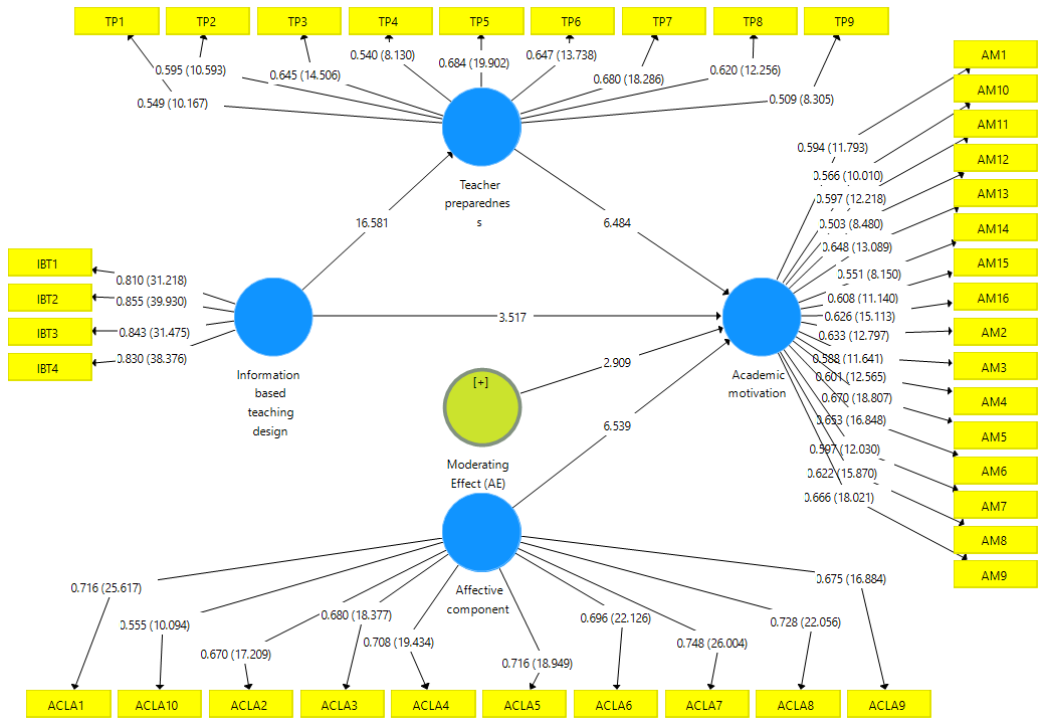 TP1 TP2 TP3 TP4 TP5 TP6 TP7 TP8 TP9
0.540 (8.130)
0.647 (13.738)
0.684 (19.902)
0.595 (10.593)
0.645 (14.506)
0.680 (18.286)
0.620 (12.256)
0.549 (10.167)
0.509 (8.305)
Teacher
preparednes
s
16.581
6.484
IBT1
IBT2
IBT3
IBT4
0.810 (31.218)
0.855 (39.930)
0.843 (31.475)
0.830 (38.376)
Information
based
teaching
design
3.517
[+]
2.909
Moderating
Effect (AE)
6.539
Academic
motivation
AM1
AM10
AM11
AM12
AM13
AM14
AM15
AM16
AM2
AM3
AM4
AM5
AM6
AM7
AM8
AM9
0.594 (11.793)
0.566 (10.010)
0.597 (12.218)
0.503 (8.480)
0.648 (13.089)
0.551 (8.150)
0.608 (11.140)
0.626 (15.113)
0.633 (12.797)
0.588 (11.641)
0.601 (12.565)
0.670 (18.807)
0.653 (16.848)
0.597 (12.030)
0.622 (15.870)
0.666 (18.021)
Affective
component
0.716 (25.617)
0.555 (10.094)
0.670 (17.209)
0.680 (18.377)
0.708 (19.434)
0.716 (18.949)
0.696 (22.126)
0.748 (26.004)
0.728 (22.056)
0.675 (16.884)
ACLA1 ACLA10 ACLA2 ACLA3 ACLA4 ACLA5 ACLA6 ACLA7 ACLA8 ACLA9